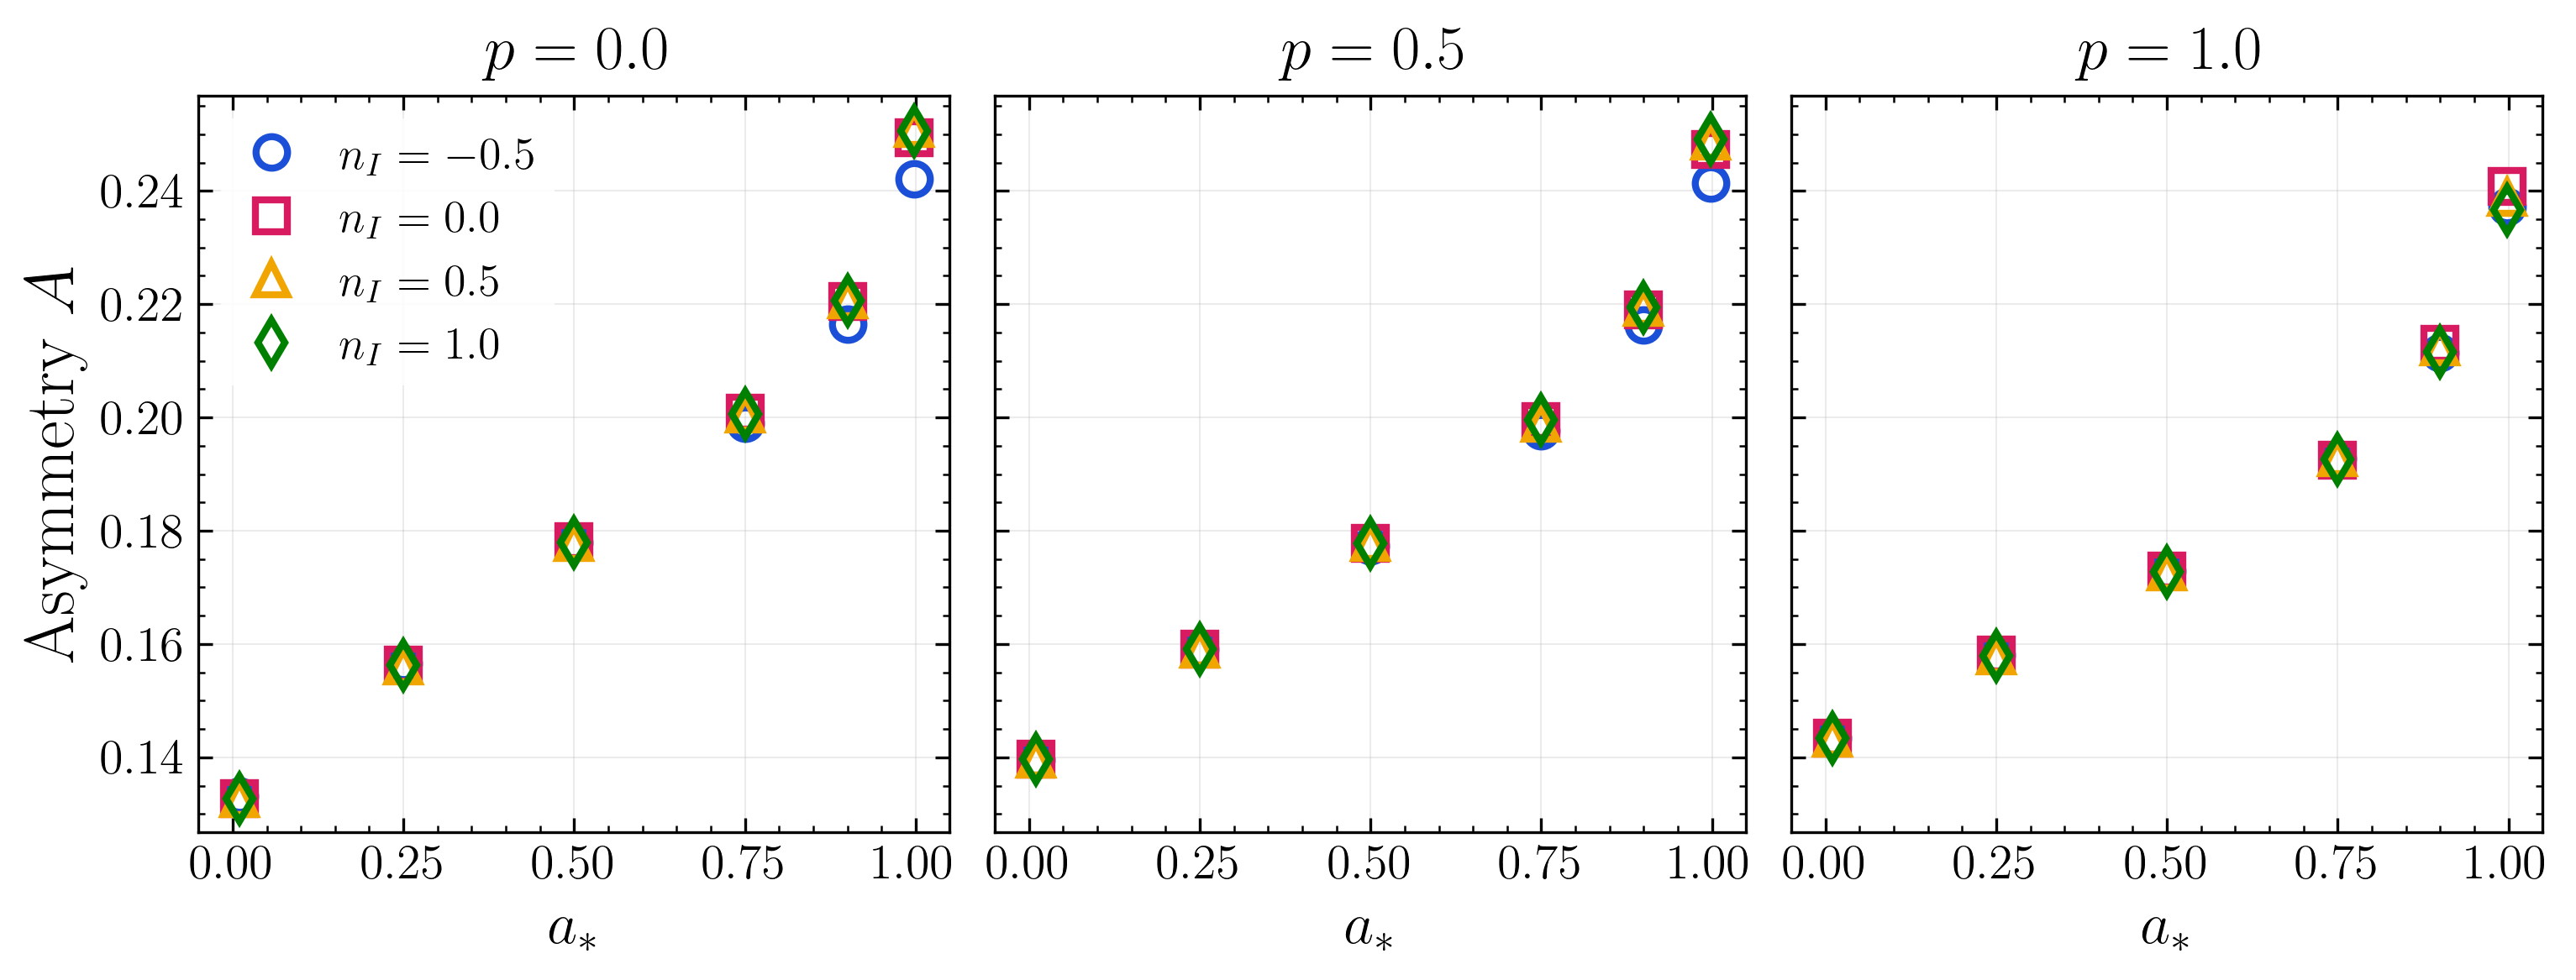 p = 0.0
p = 0.5
p = 1.0
n_I = −0.5
n_I = 0.0
n_I = 0.5
n_I = 1.0
Asymmetry A
0.24
0.22
0.20
0.18
0.16
0.14
0.00 0.25 0.50 0.75 1.00
0.00 0.25 0.50 0.75 1.00
0.00 0.25 0.50 0.75 1.00
a_*
a_*
a_*